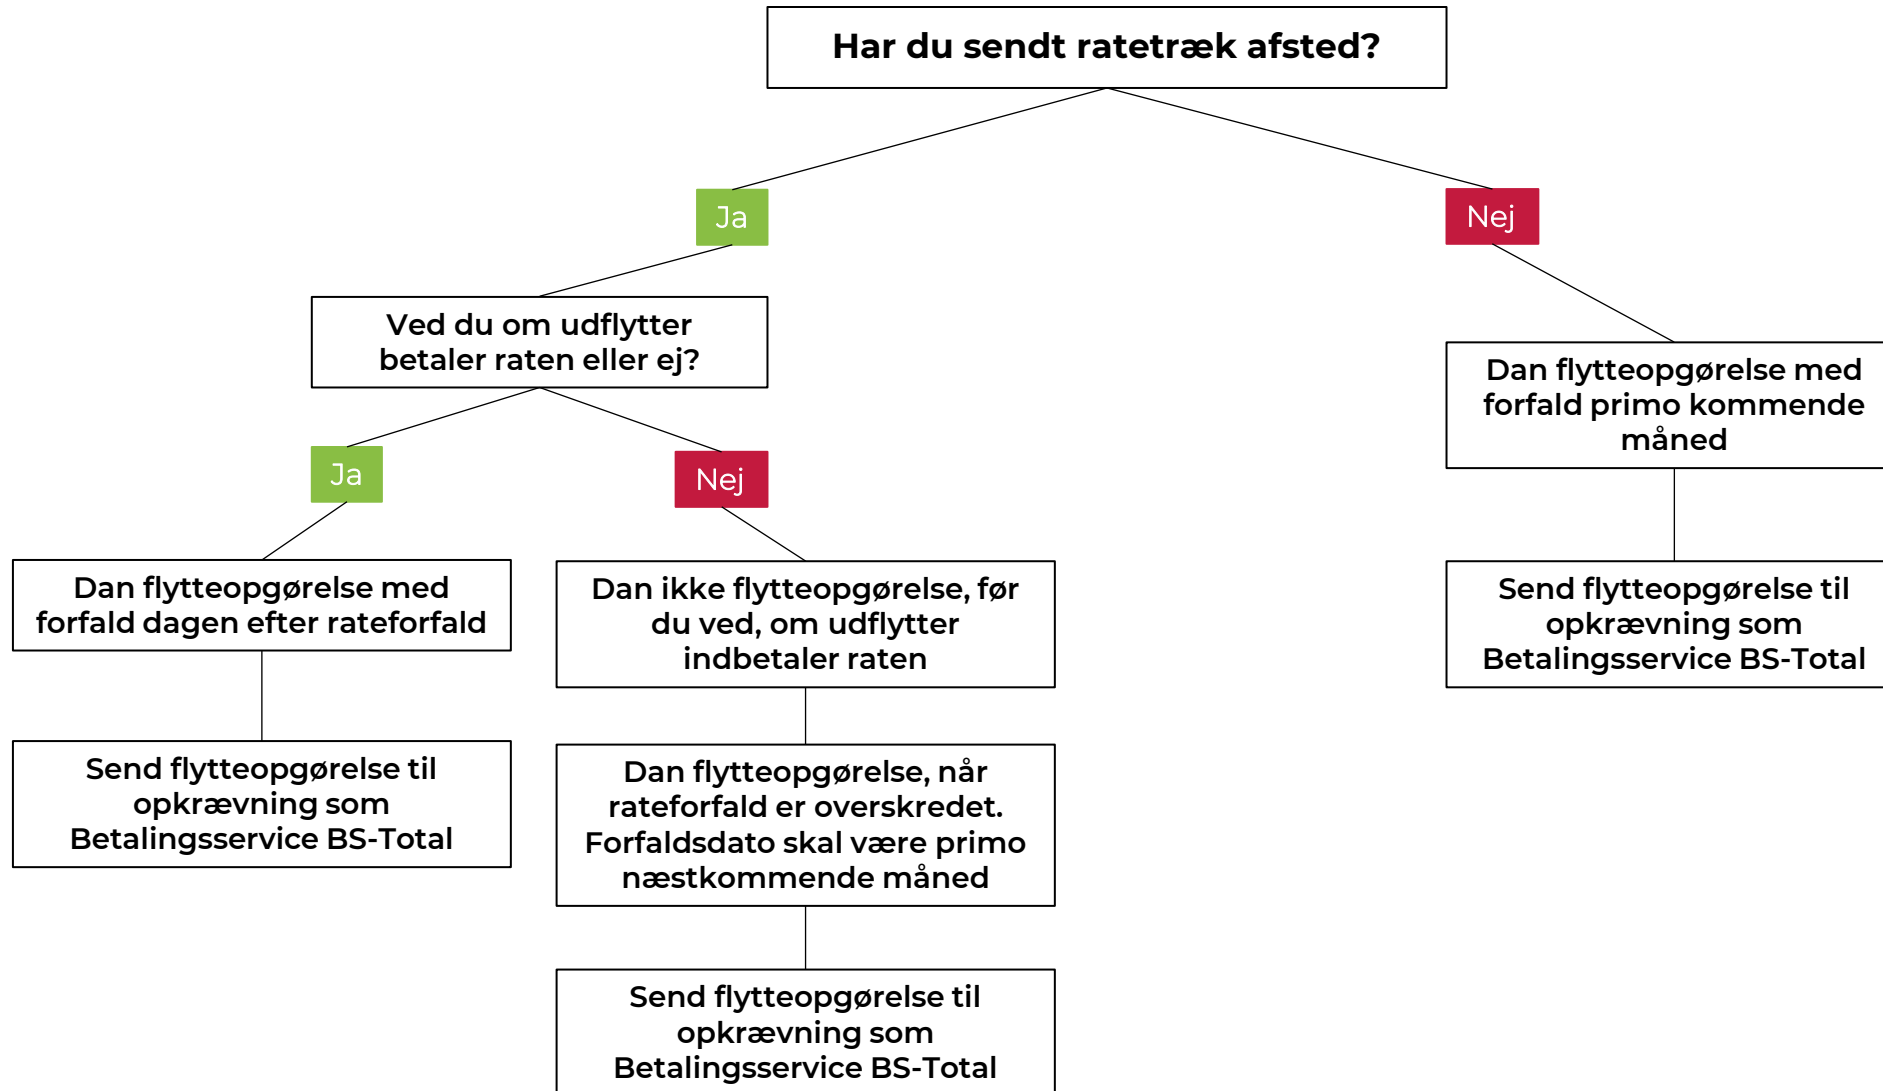 Har du sendt ratetræk afsted?
Ja
Nej
Ved du om udflytter
betaler raten eller ej?
Dan flytteopgørelse med
forfald primo kommende
måned
Ja
Nej
Dan flytteopgørelse med
forfald dagen efter rateforfald
Dan ikke flytteopgørelse, før
du ved, om udflytter
indbetaler raten
Send flytteopgørelse til
opkrævning som
Betalingsservice BS-Total
Send flytteopgørelse til
opkrævning som
Betalingsservice BS-Total
Dan flytteopgørelse, når
rateforfald er overskredet.
Forfaldsdato skal være primo
næstkommende måned
Send flytteopgørelse til
opkrævning som
Betalingsservice BS-Total